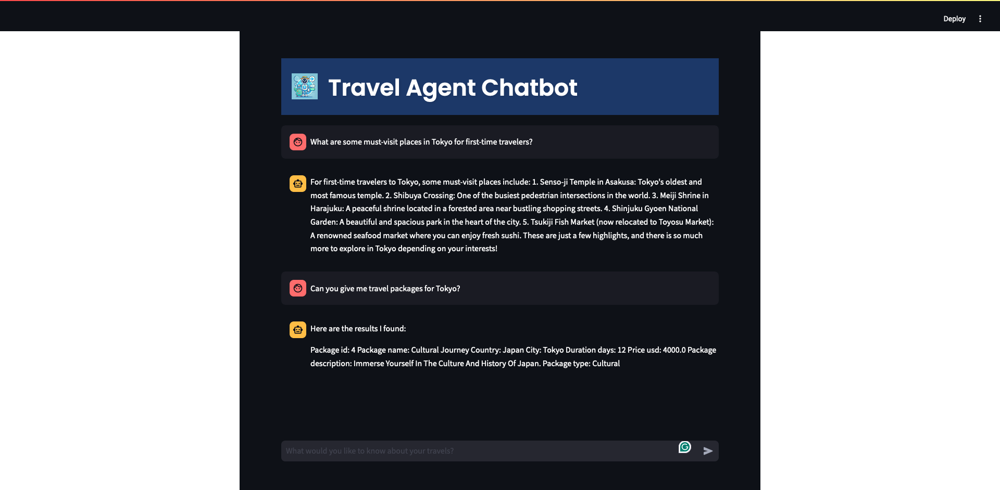 Deploy
Travel Agent Chatbot
What are some must-visit places in Tokyo for first-time travelers?
For first-time travelers to Tokyo, some must-visit places include: 1. Senso-ji Temple in Asakusa: Tokyo's oldest and
most famous temple. 2. Shibuya Crossing: One of the busiest pedestrian intersections in the world. 3. Meiji Shrine in
Harajuku: A peaceful shrine located in a forested area near bustling shopping streets. 4. Shinjuku Gyoen National
Garden: A beautiful and spacious park in the heart of the city. 5. Tsukiji Fish Market (now relocated to Toyosu Market):
A renowned seafood market where you can enjoy fresh sushi. These are just a few highlights, and there is so much
more to explore in Tokyo depending on your interests!
Can you give me travel packages for Tokyo?
Here are the results I found:
Package id: 4 Package name: Cultural Journey Country: Japan City: Tokyo Duration days: 12 Price usd: 4000.0 Package
description: Immerse Yourself In The Culture And History Of Japan. Package type: Cultural
What would you like to know about your travels?